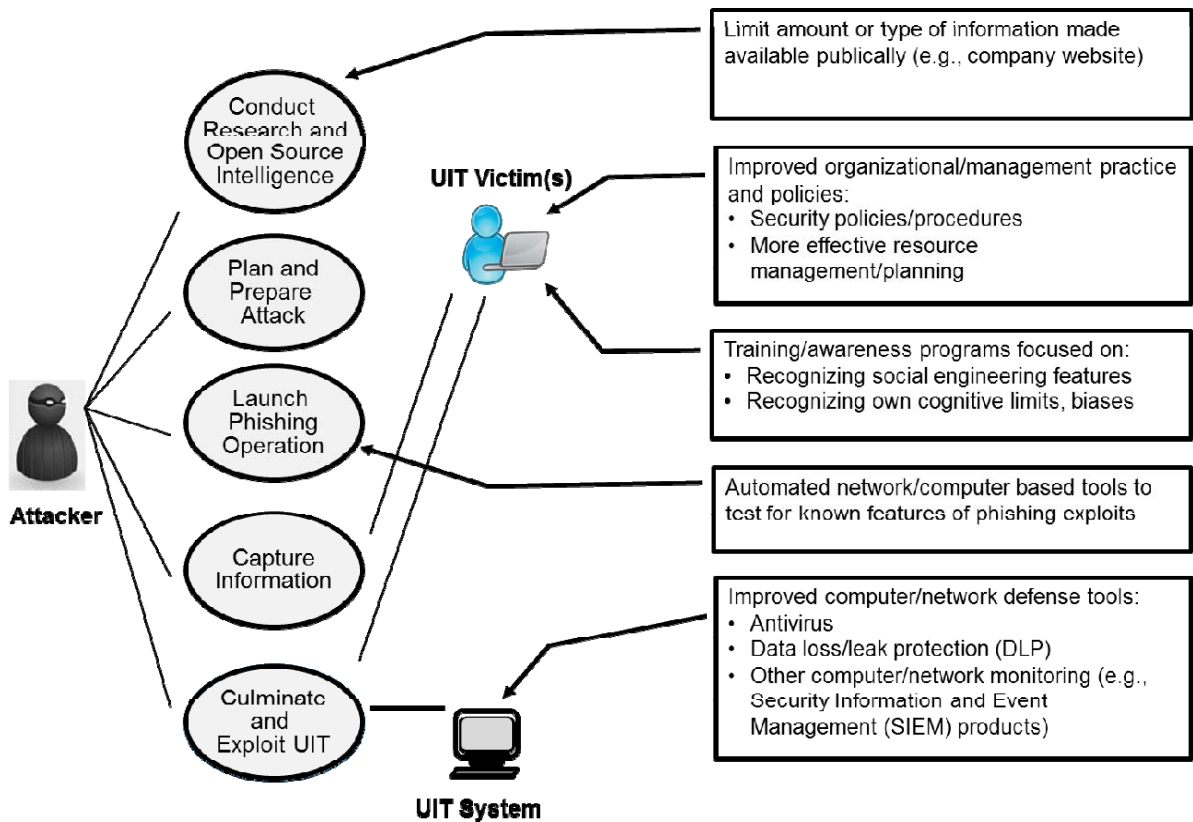 Conduct
Research and
Open Source
Intelligence
Plan and
Prepare
Attack
Launch
Phishing
Operation
Capture
Information
Culminate
and
Exploit UIT
Attacker
UIT Victim(s)
UIT System
Limit amount or type of information made
available publically (e.g., company website)
Improved organizational/management practice
and policies:
• Security policies/procedures
• More effective resource
management/planning
Training/awareness programs focused on:
• Recognizing social engineering features
• Recognizing own cognitive limits, biases
Automated network/computer based tools to
test for known features of phishing exploits
Improved computer/network defense tools:
• Antivirus
• Data loss/leak protection (DLP)
• Other computer/network monitoring (e.g.,
Security Information and Event
Management (SIEM) products)